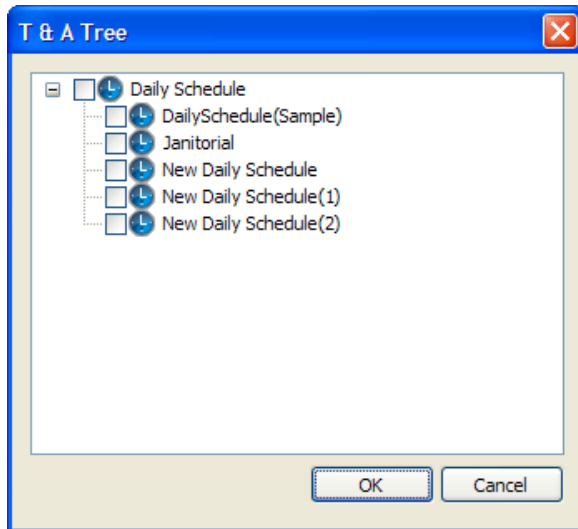 T & A Tree
Daily Schedule
DailySchedule(Sample)
Janitorial
New Daily Schedule
New Daily Schedule(1)
New Daily Schedule(2)
OK Cancel